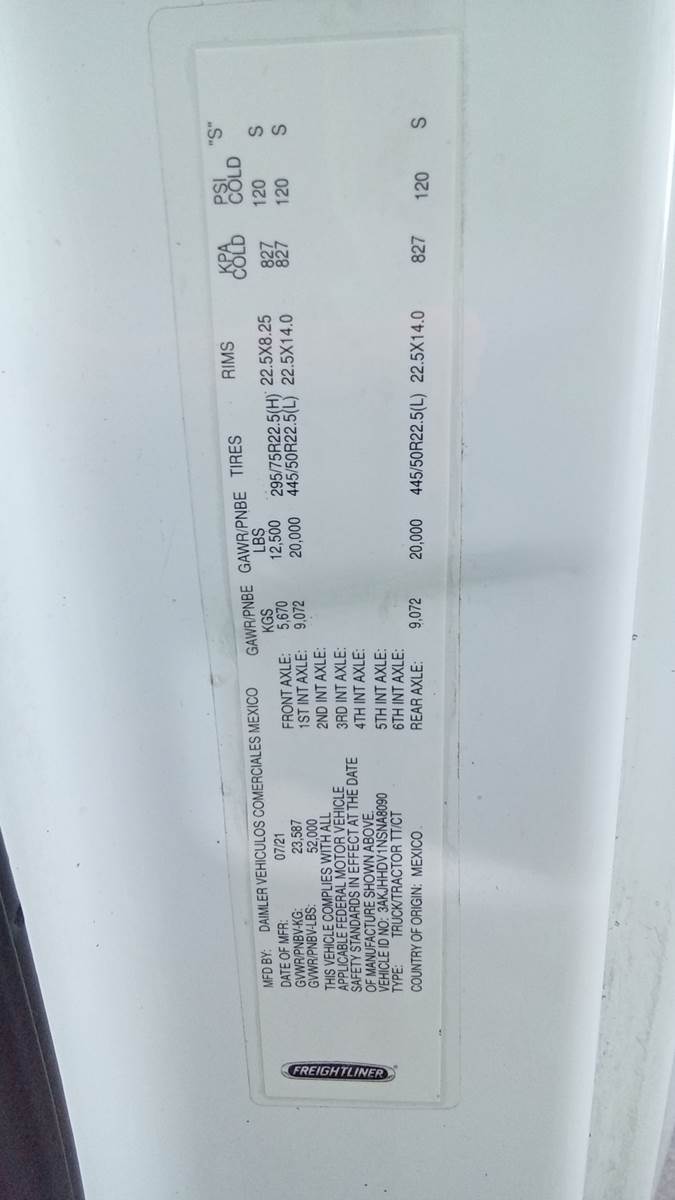 FREIGHTLINER
MFD BY: DAIMLER VEHICULOS COMERCIALES MEXICO
DATE OF MFR: 07/21
GVWR/PNBV-KG: 23,587
GVWR/PNBV-LBS: 52,000
THIS VEHICLE COMPLIES WITH ALL
APPLICABLE FEDERAL MOTOR VEHICLE
SAFETY STANDARDS IN EFFECT AT THE DATE
OF MANUFACTURE SHOWN ABOVE.
VEHICLE ID NO: 3AKJHHDV1NSNA8090
TYPE: TRUCK/TRACTOR TT/CT
COUNTRY OF ORIGIN: MEXICO
GAWR/PNBE GAWR/PNBE TIRES RIMS KPA PSI "S"
KGS LBS COLD COLD
FRONT AXLE: 5,670 12,500 295/75R22.5(H) 22.5X8.25 827 120 S
1ST INT AXLE: 9,072 20,000 445/50R22.5(L) 22.5X14.0 827 120 S
2ND INT AXLE:
3RD INT AXLE:
4TH INT AXLE:
5TH INT AXLE:
6TH INT AXLE:
REAR AXLE: 9,072 20,000 445/50R22.5(L) 22.5X14.0 827 120 S